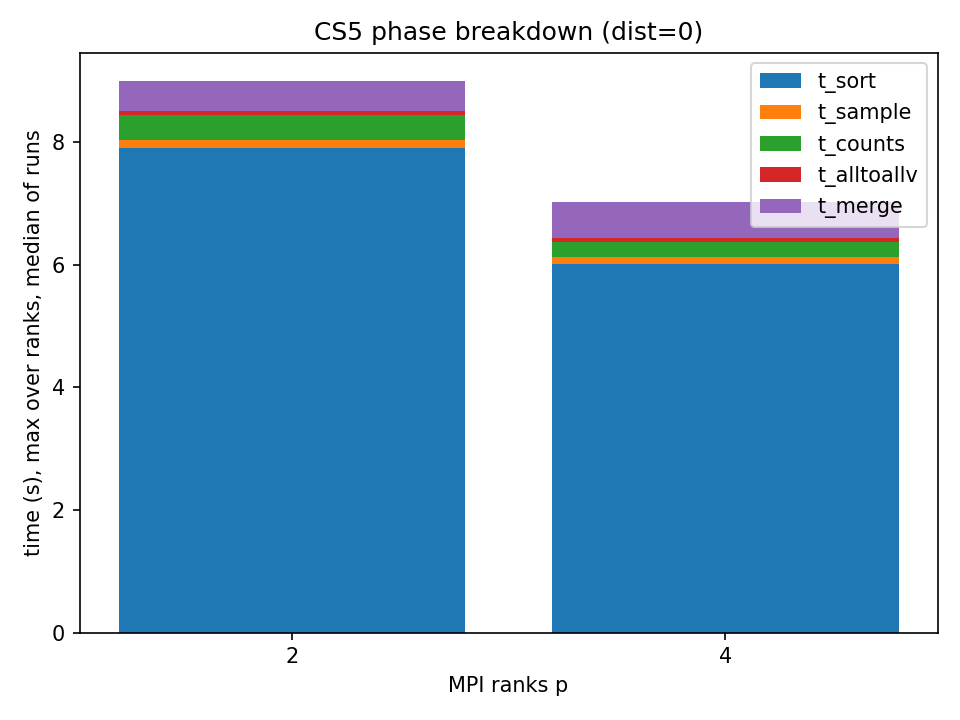 CS5 phase breakdown (dist=0)
t_sort
t_sample
t_counts
t_alltoallv
t_merge
time (s), max over ranks, median of runs
8
6
4
2
0
2
4
MPI ranks p